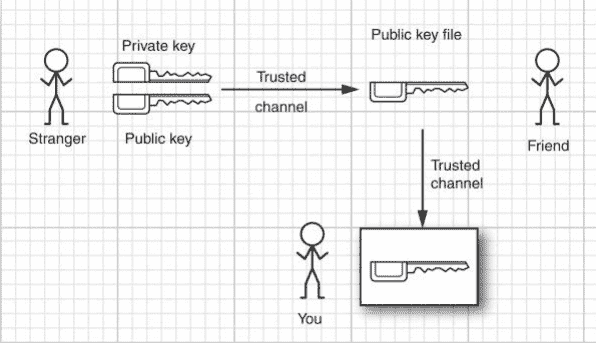 Private key
Public key file
Trusted
channel
Stranger
Public key
Friend
Trusted
channel
You